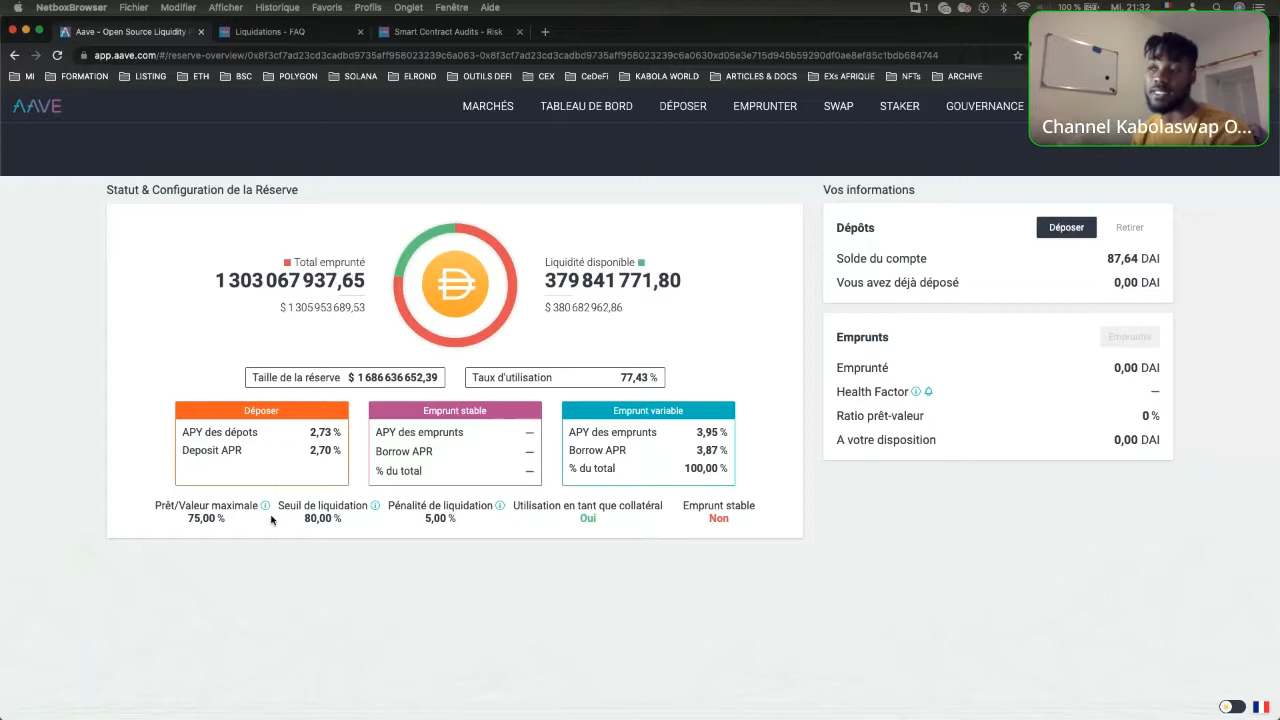 NetboxBrowser Fichier Modifier Afficher Historique Favoris Profils Onglet Fenêtre Aide 1 100 % Mi. 21:32
Aave - Open Source Liquidity Liquidations - FAQ Smart Contract Audits - Risk
app.aave.com/#/reserve-overview/0x8f3cf7ad23cd3cadbd9735aff958023239c6a063-0x8f3cf7ad23cd3cadbd9735aff958023239c6a0630xd05e3e715d945b59290df0ae8ef85c1bdb684744
MI FORMATION LISTING ETH BSC POLYGON SOLANA ELROND OUTILS DEFI CEX CeDeFi KABOLA WORLD ARTICLES & DOCS EXs AFRIQUE NFTs ARCHIVE
AAVE MARCHÉS TABLEAU DE BORD DÉPOSER EMPRUNTER SWAP STAKER GOUVERNANCE
Channel Kabolaswap O...
Statut & Configuration de la Réserve
Total emprunté
1 303 067 937,65
$ 1 305 953 689,53
Liquidité disponible
379 841 771,80
$ 380 682 962,86
Taille de la réserve $ 1 686 636 652,39
Taux d'utilisation 77,43 %
Déposer
APY des dépôts 2,73 %
Deposit APR 2,70 %
Emprunt stable
APY des emprunts —
Borrow APR —
% du total —
Emprunt variable
APY des emprunts 3,95 %
Borrow APR 3,87 %
% du total 100,00 %
Prêt/Valeur maximale
75,00 %
Seuil de liquidation
80,00 %
Pénalité de liquidation
5,00 %
Utilisation en tant que collatéral
Oui
Emprunt stable
Non
Vos informations
Dépôts Déposer Retirer
Solde du compte 87,64 DAI
Vous avez déjà déposé 0,00 DAI
Emprunts Emprunter
Emprunté 0,00 DAI
Health Factor —
Ratio prêt-valeur 0 %
A votre disposition 0,00 DAI